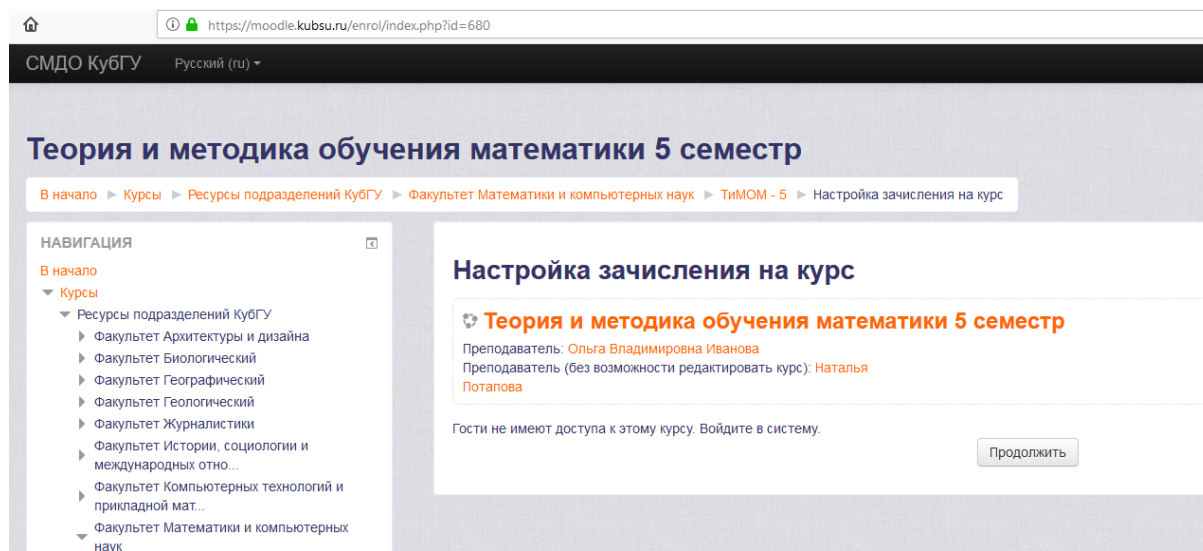 https://moodle.kubsu.ru/enrol/index.php?id=680
СМДО КубГУ Русский (ru)
Теория и методика обучения математики 5 семестр
В начало ► Курсы ► Ресурсы подразделений КубГУ ► Факультет Математики и компьютерных наук ► ТиМОМ - 5 ► Настройка зачисления на курс
НАВИГАЦИЯ
В начало
Курсы
Ресурсы подразделений КубГУ
Факультет Архитектуры и дизайна
Факультет Биологический
Факультет Географический
Факультет Геологический
Факультет Журналистики
Факультет Истории, социологии и
международных отно...
Факультет Компьютерных технологий и
прикладной мат...
Факультет Математики и компьютерных
наук
Настройка зачисления на курс
Теория и методика обучения математики 5 семестр
Преподаватель: Ольга Владимировна Иванова
Преподаватель (без возможности редактировать курс): Наталья
Потапова
Гости не имеют доступа к этому курсу. Войдите в систему.
Продолжить